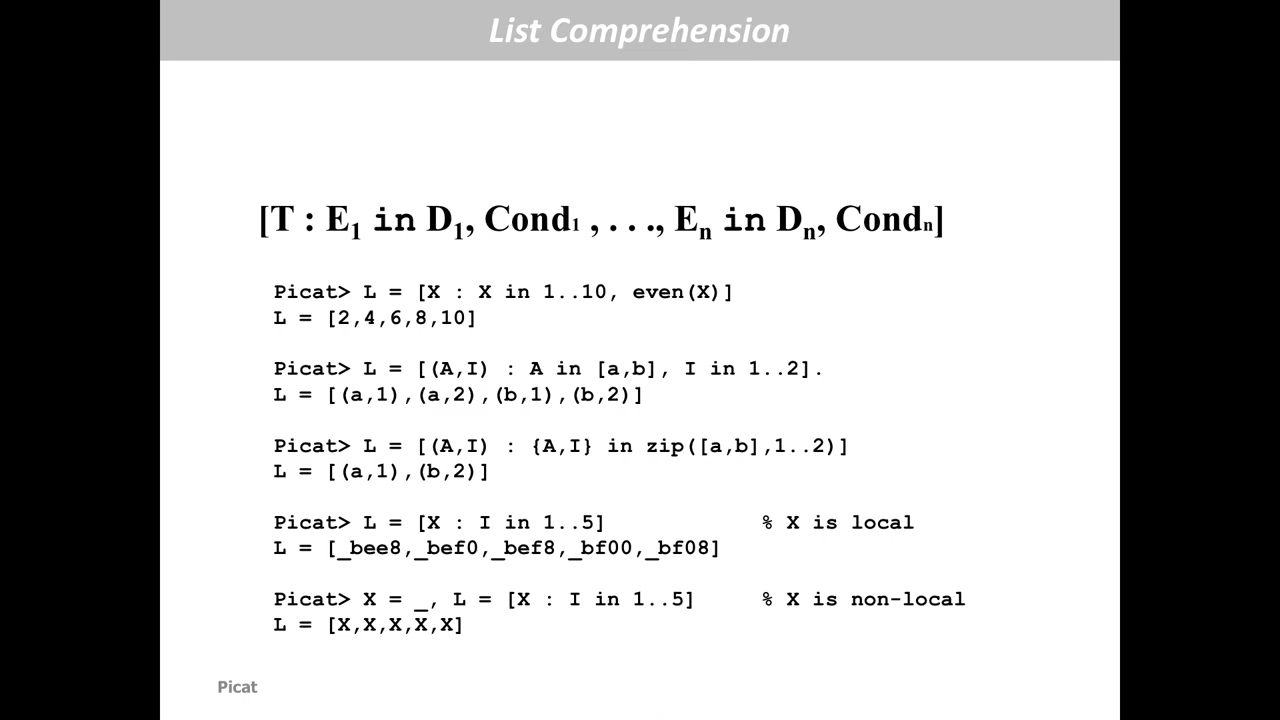 List Comprehension
[T : E1 in D1, Cond1 , . . ., En in Dn, Condn]
Picat> L = [X : X in 1..10, even(X)]
L = [2,4,6,8,10]
Picat> L = [(A,I) : A in [a,b], I in 1..2].
L = [(a,1),(a,2),(b,1),(b,2)]
Picat> L = [(A,I) : {A,I} in zip([a,b],1..2)]
L = [(a,1),(b,2)]
Picat> L = [X : I in 1..5] % X is local
L = [_bee8,_bef0,_bef8,_bf00,_bf08]
Picat> X = _, L = [X : I in 1..5] % X is non-local
L = [X,X,X,X,X]
Picat